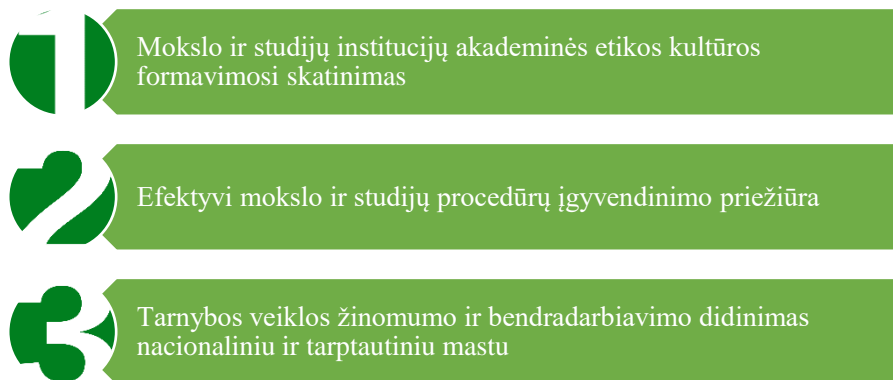 1
Mokslo ir studijų institucijų akademinės etikos kultūros
formavimosi skatinimas
2
Efektyvi mokslo ir studijų procedūrų įgyvendinimo priežiūra
3
Tarnybos veiklos žinomumo ir bendradarbiavimo didinimas
nacionaliniu ir tarptautiniu mastu